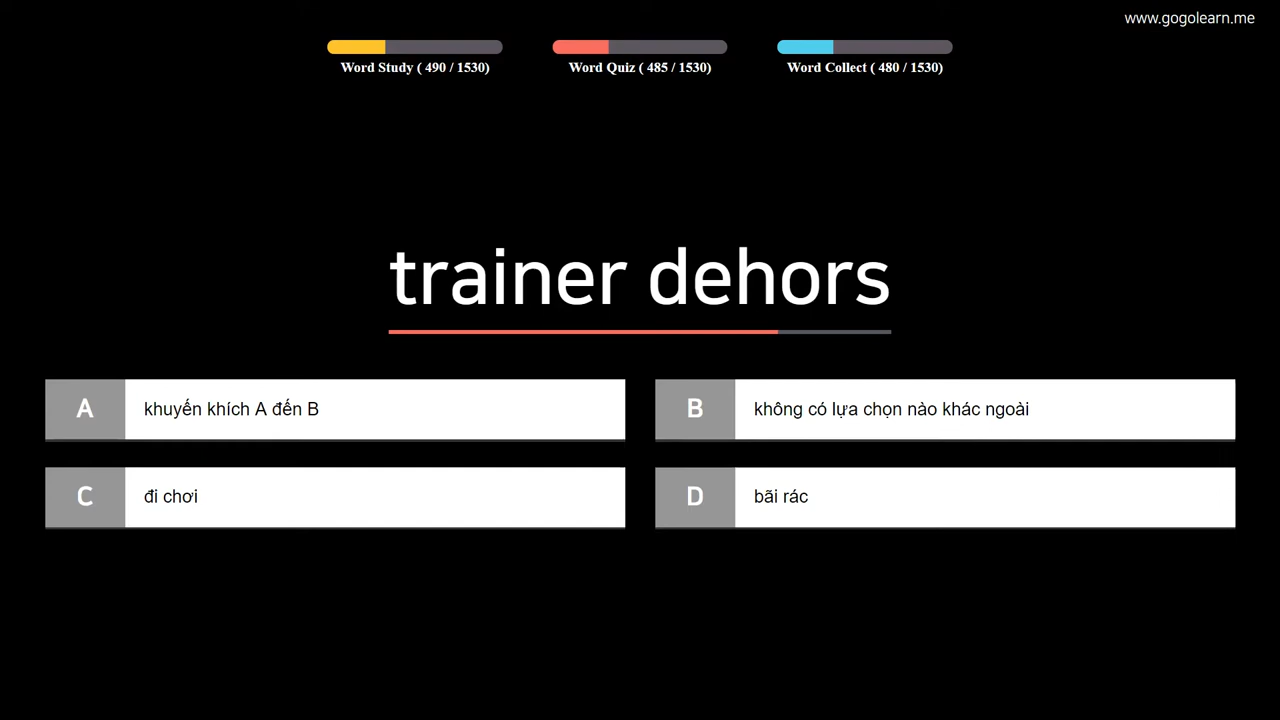 www.gogolearn.me
Word Study ( 490 / 1530)
Word Quiz ( 485 / 1530)
Word Collect ( 480 / 1530)
trainer dehors
A khuyến khích A đến B
B không có lựa chọn nào khác ngoài
C đi chơi
D bãi rác